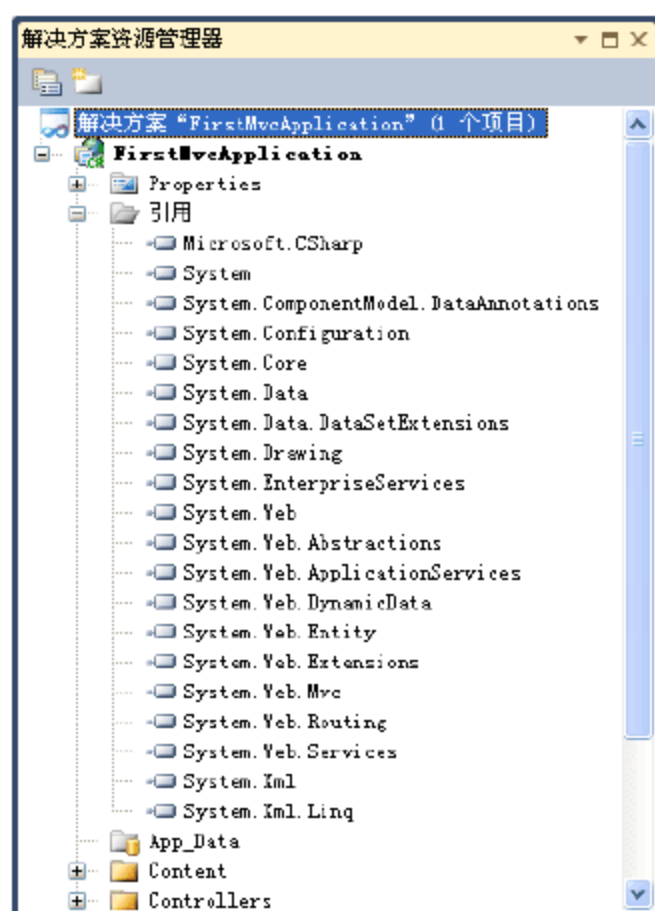 解决方案资源管理器
解决方案“FirstMvcApplication”(1 个项目)
FirstMvcApplication
Properties
引用
Microsoft.CSharp
System
System.ComponentModel.DataAnnotations
System.Configuration
System.Core
System.Data
System.Data.DataSetExtensions
System.Drawing
System.EnterpriseServices
System.Web
System.Web.Abstractions
System.Web.ApplicationServices
System.Web.DynamicData
System.Web.Entity
System.Web.Extensions
System.Web.Mvc
System.Web.Routing
System.Web.Services
System.Xml
System.Xml.Linq
App_Data
Content
Controllers